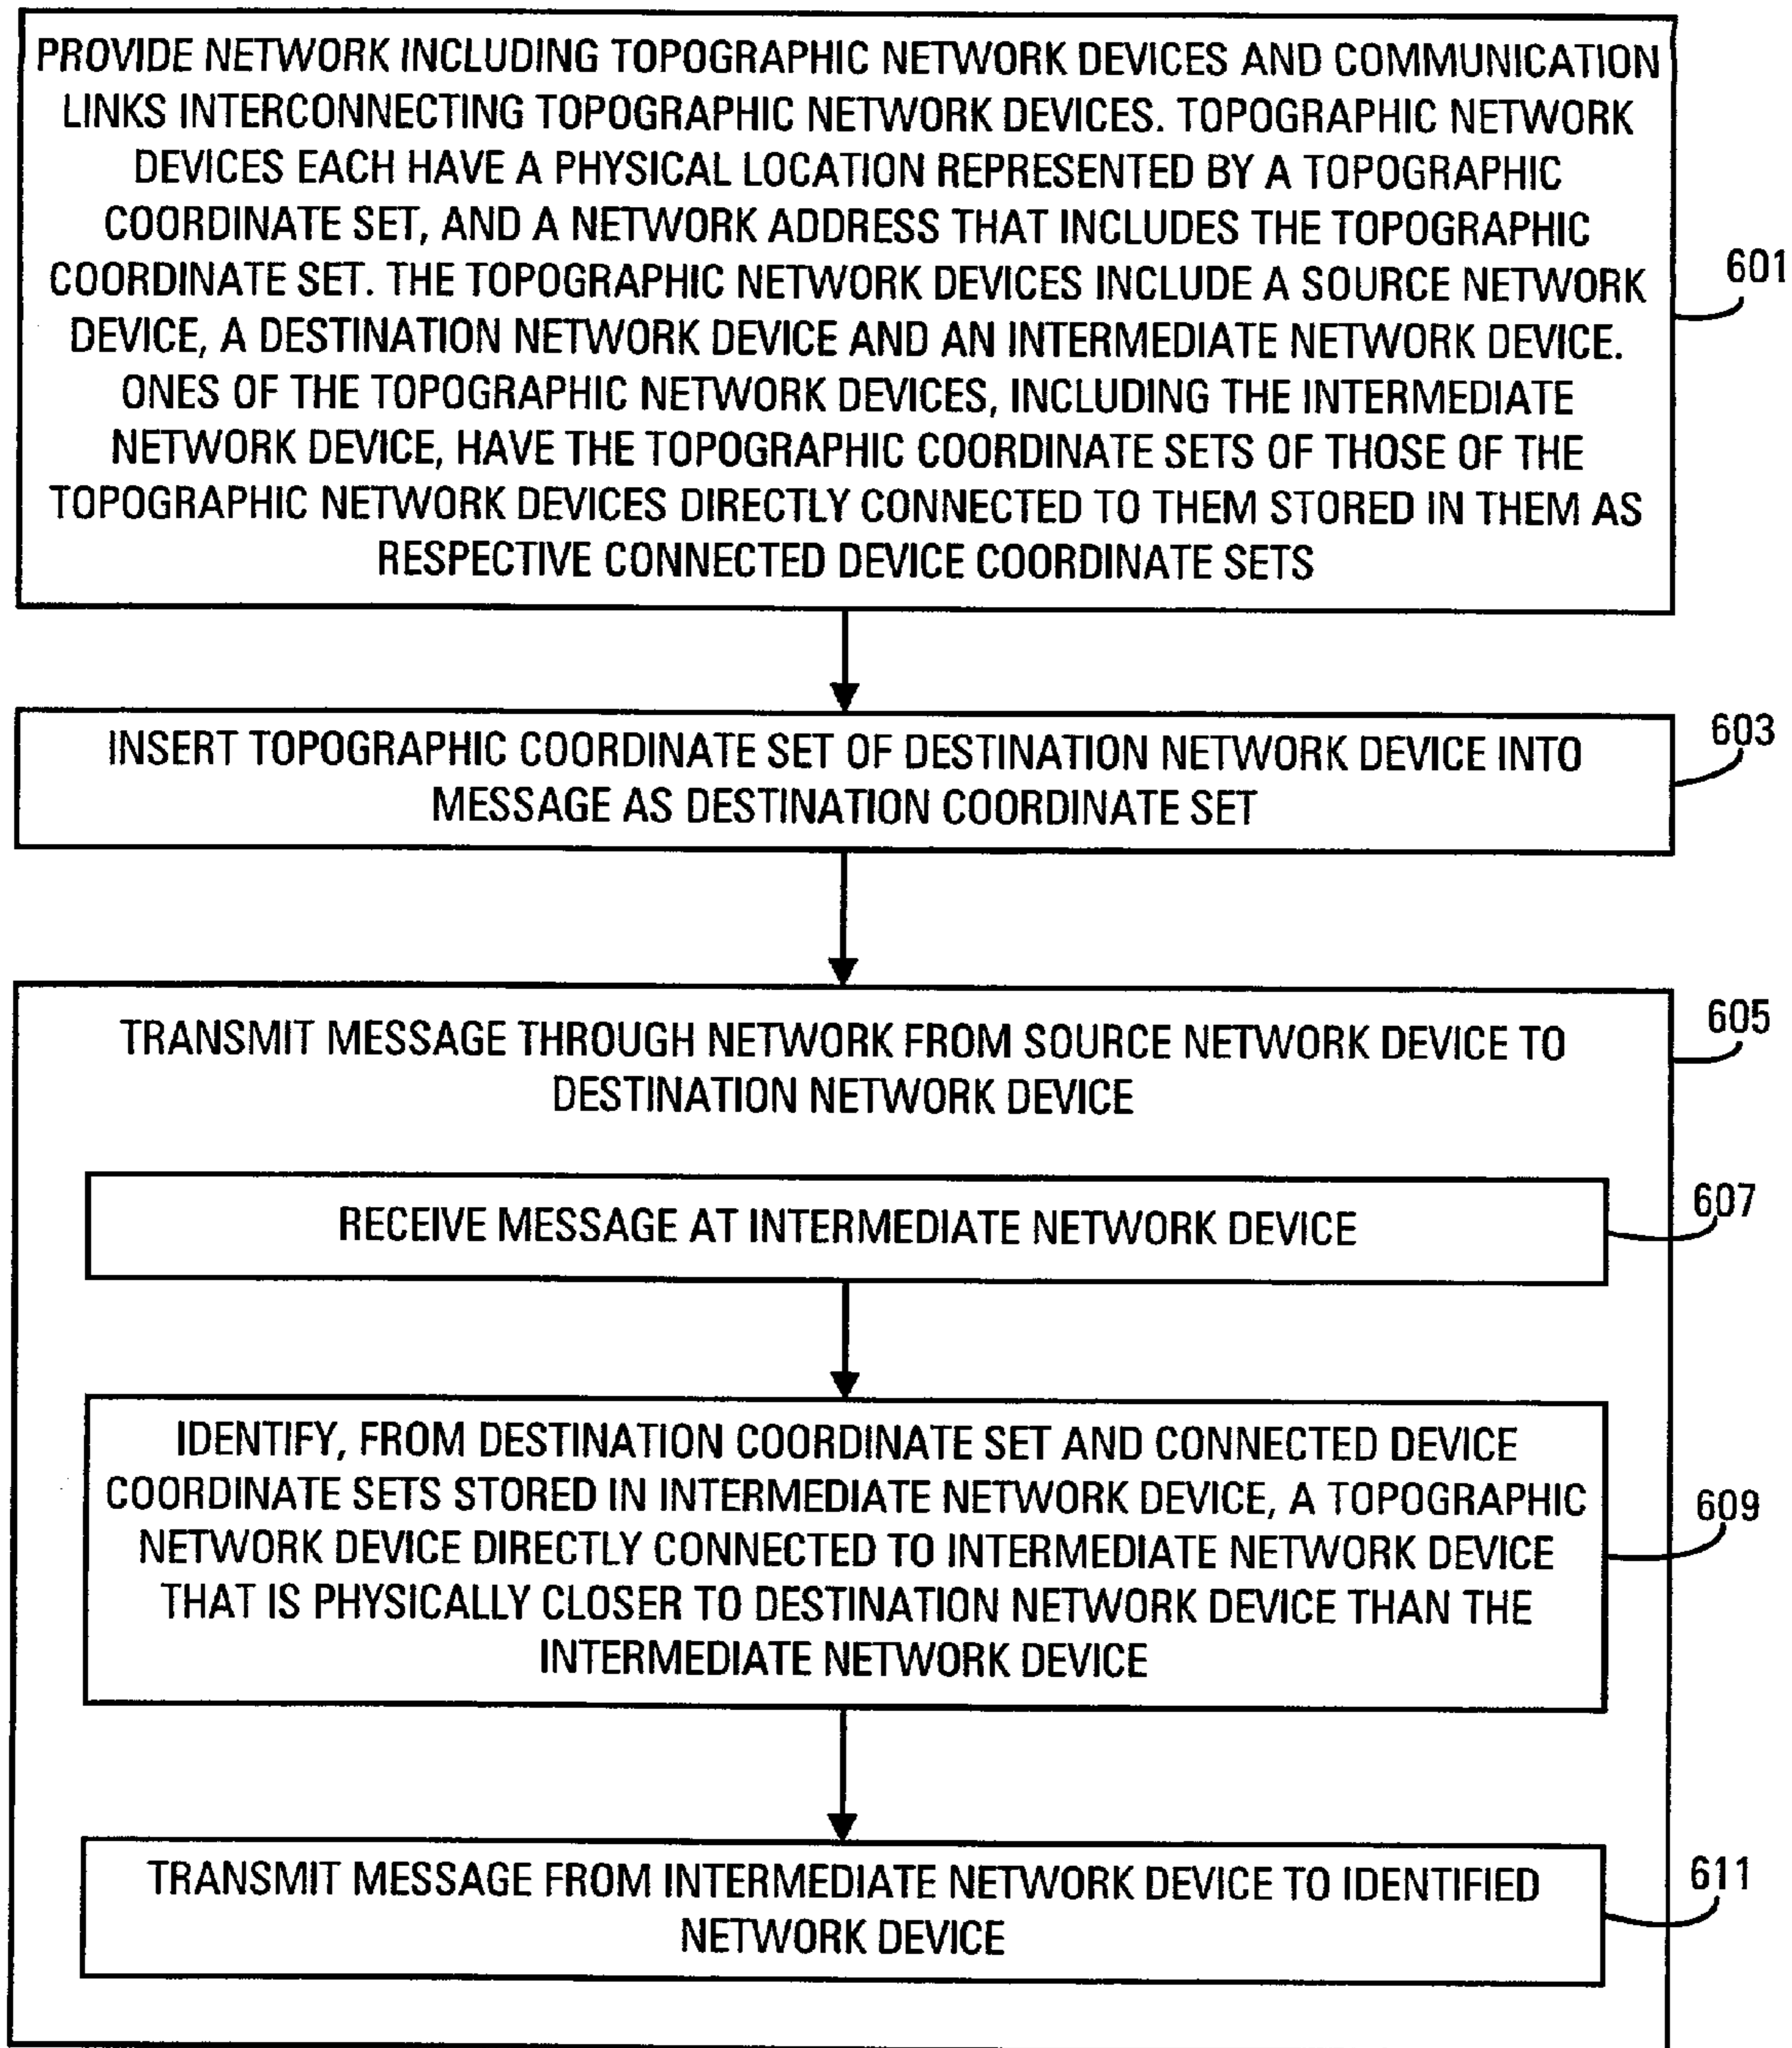 PROVIDE NETWORK INCLUDING TOPOGRAPHIC NETWORK DEVICES AND COMMUNICATION
LINKS INTERCONNECTING TOPOGRAPHIC NETWORK DEVICES. TOPOGRAPHIC NETWORK
DEVICES EACH HAVE A PHYSICAL LOCATION REPRESENTED BY A TOPOGRAPHIC
COORDINATE SET, AND A NETWORK ADDRESS THAT INCLUDES THE TOPOGRAPHIC
COORDINATE SET. THE TOPOGRAPHIC NETWORK DEVICES INCLUDE A SOURCE NETWORK
DEVICE, A DESTINATION NETWORK DEVICE AND AN INTERMEDIATE NETWORK DEVICE.
ONES OF THE TOPOGRAPHIC NETWORK DEVICES, INCLUDING THE INTERMEDIATE
NETWORK DEVICE, HAVE THE TOPOGRAPHIC COORDINATE SETS OF THOSE OF THE
TOPOGRAPHIC NETWORK DEVICES DIRECTLY CONNECTED TO THEM STORED IN THEM AS
RESPECTIVE CONNECTED DEVICE COORDINATE SETS
601
INSERT TOPOGRAPHIC COORDINATE SET OF DESTINATION NETWORK DEVICE INTO
MESSAGE AS DESTINATION COORDINATE SET
603
TRANSMIT MESSAGE THROUGH NETWORK FROM SOURCE NETWORK DEVICE TO
DESTINATION NETWORK DEVICE
605
RECEIVE MESSAGE AT INTERMEDIATE NETWORK DEVICE
607
IDENTIFY, FROM DESTINATION COORDINATE SET AND CONNECTED DEVICE
COORDINATE SETS STORED IN INTERMEDIATE NETWORK DEVICE, A TOPOGRAPHIC
NETWORK DEVICE DIRECTLY CONNECTED TO INTERMEDIATE NETWORK DEVICE
THAT IS PHYSICALLY CLOSER TO DESTINATION NETWORK DEVICE THAN THE
INTERMEDIATE NETWORK DEVICE
609
TRANSMIT MESSAGE FROM INTERMEDIATE NETWORK DEVICE TO IDENTIFIED
NETWORK DEVICE
611